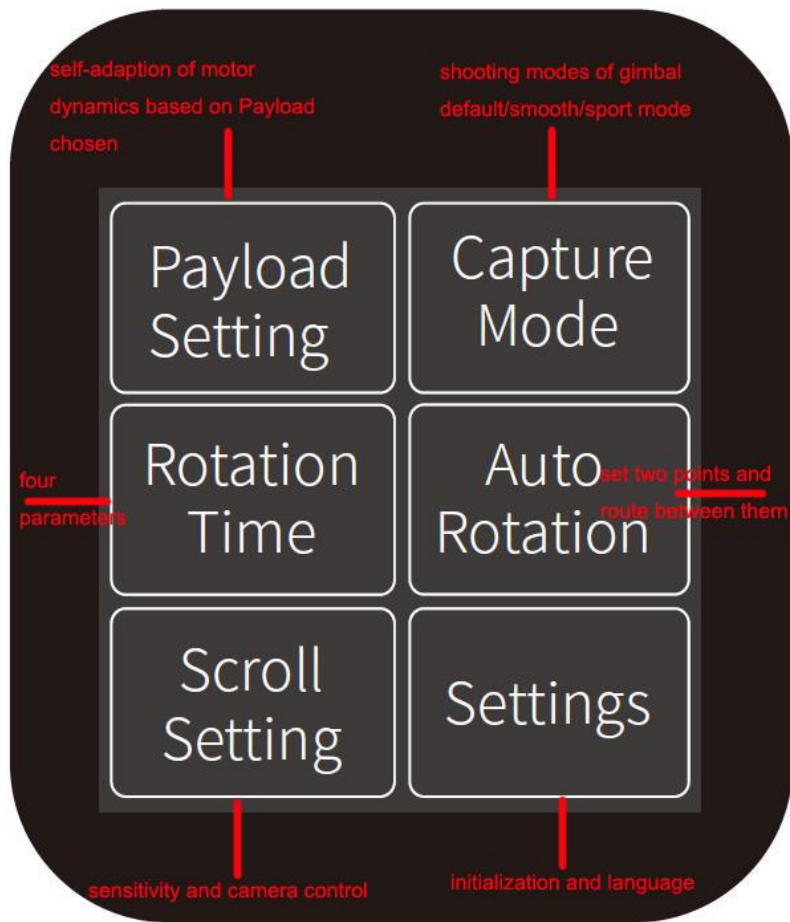 self-adaption of motor
dynamics based on Payload
chosen
shooting modes of gimbal
default/smooth/sport mode
Payload
Setting
Capture
Mode
four
parameters
Rotation
Time
Auto
Rotation
set two points and
route between them
Scroll
Setting
Settings
sensitivity and camera control
initialization and language